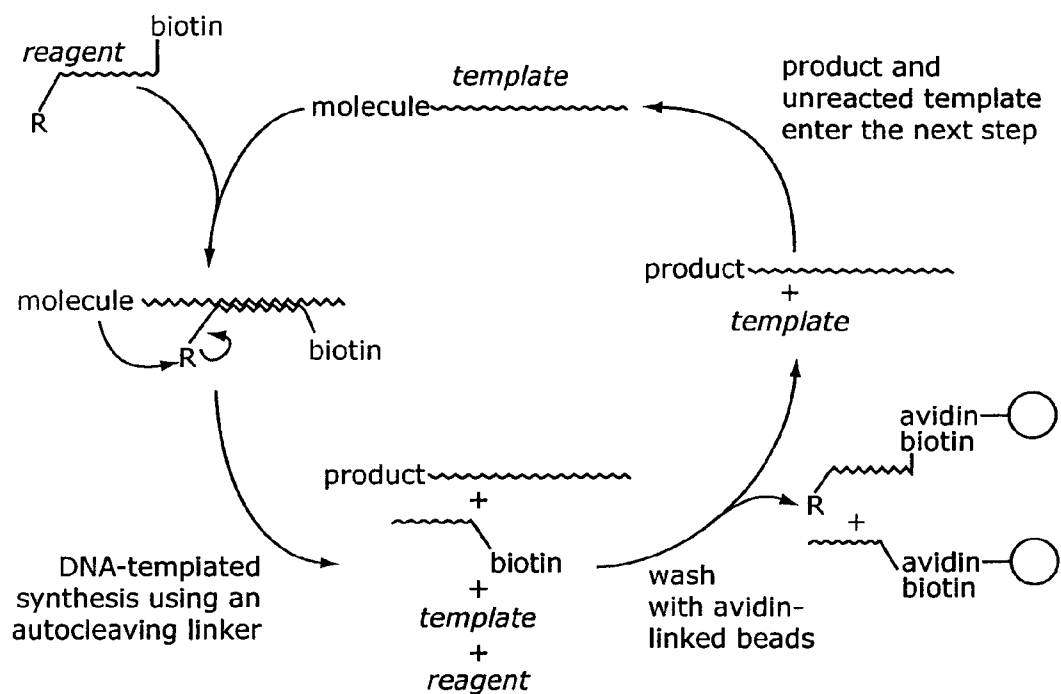 biotin
reagent
R
template
molecule
product and
unreacted template
enter the next step
molecule
R
biotin
product
+
template
DNA-tempiated
synthesis using an
autocleaving linker
product
+
biotin
+
template
+
reagent
wash
with avidin-
linked beads
avidin
biotin
R
+
avidin
biotin